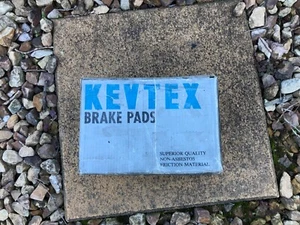 KEVTEX
BRAKE PADS
SUPERIOR QUALITY
NON-ASBESTOS
FRICTION MATERIAL